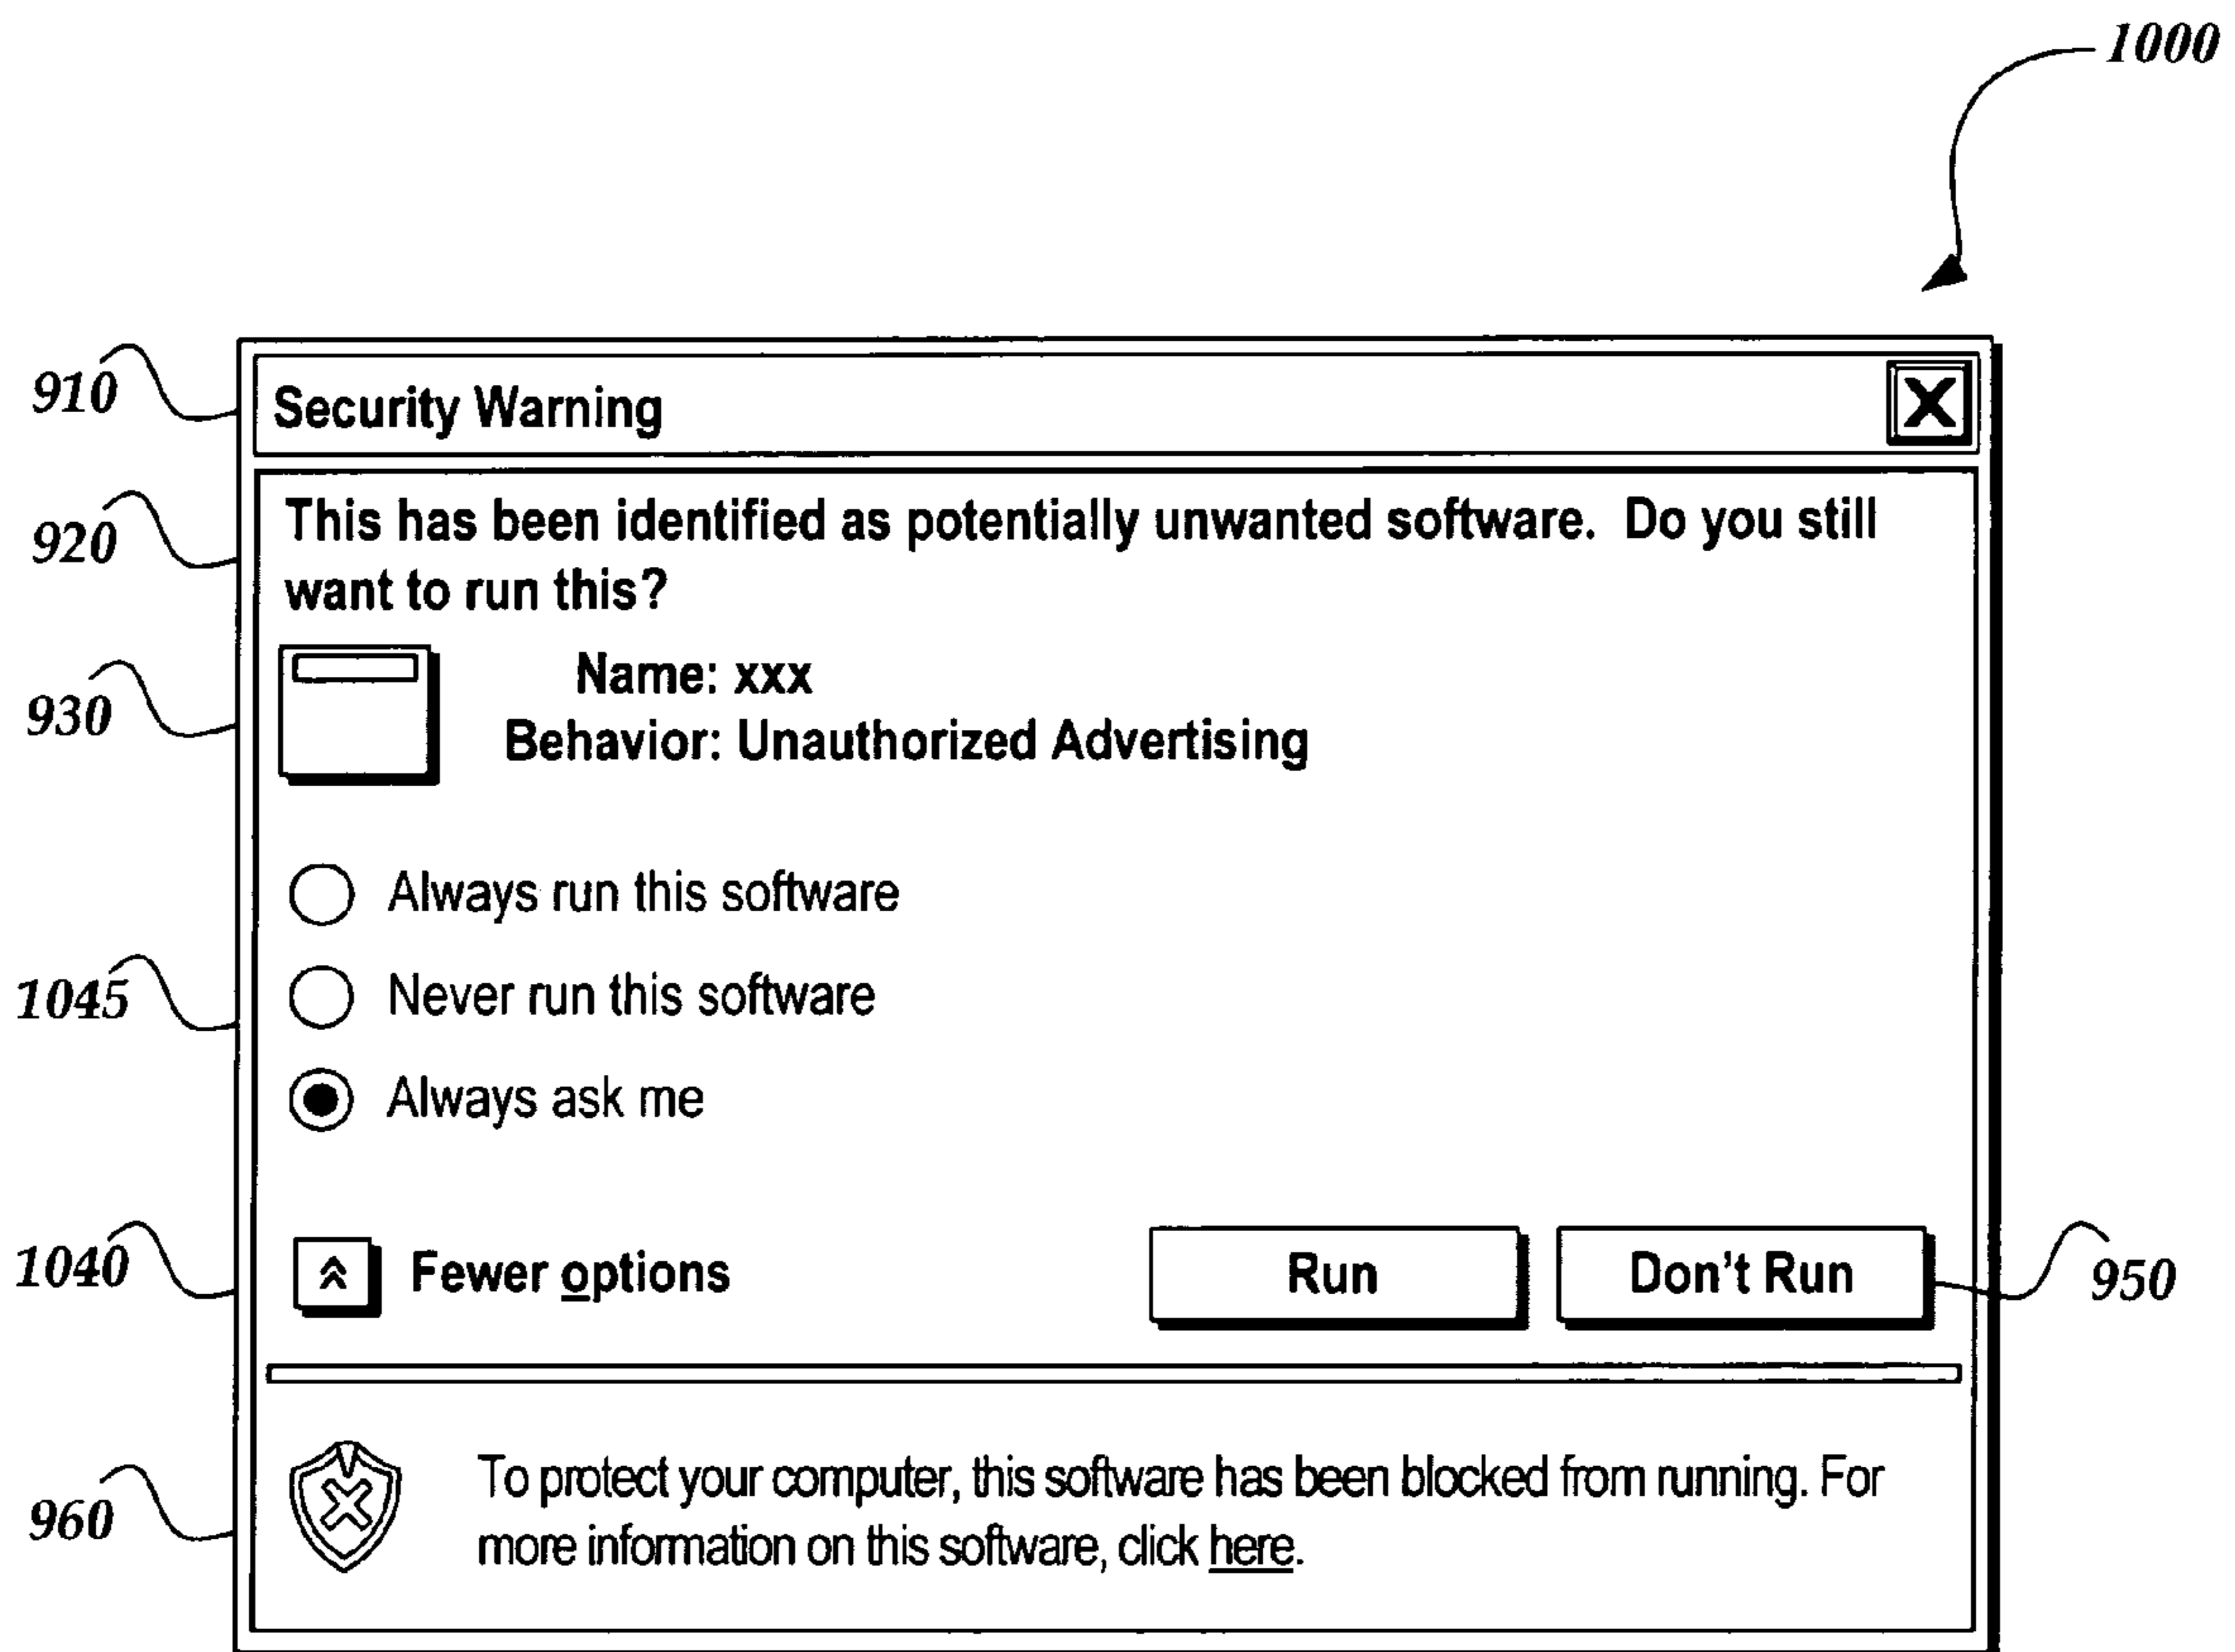 1000
910
Security Warning
X
920
This has been identified as potentially unwanted software. Do you still
want to run this?
930
Name: xxx
Behavior: Unauthorized Advertising
Always run this software
1045
Never run this software
Always ask me
1040
Fewer options
Run
Don't Run
950
960
To protect your computer, this software has been blocked from running. For
more information on this software, click here.